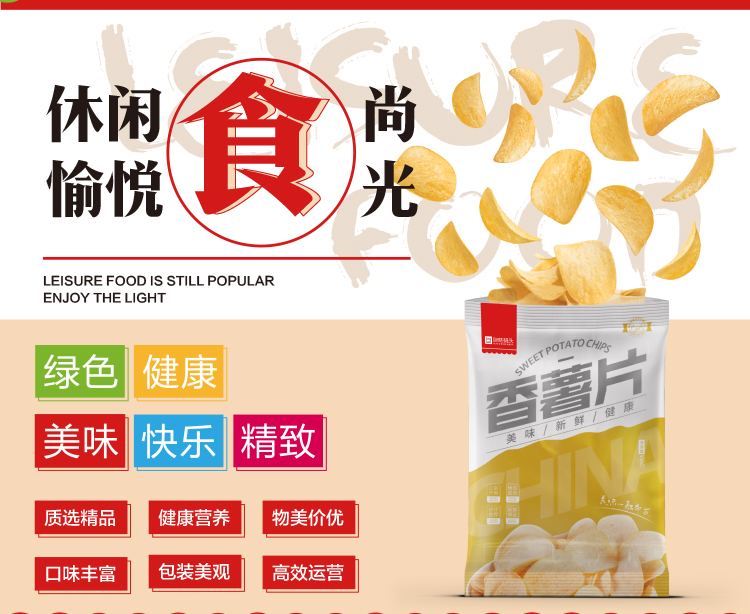 LEISURE
FOOD
休闲食尚
愉悦 光
LEISURE FOOD IS STILL POPULAR
ENJOY THE LIGHT
绿色 健康
美味 快乐 精致
质选精品 健康营养 物美价优
口味丰富 包装美观 高效运营
SWEET POTATO CHIPS
香薯片
美味/新鲜/健康
CHINA